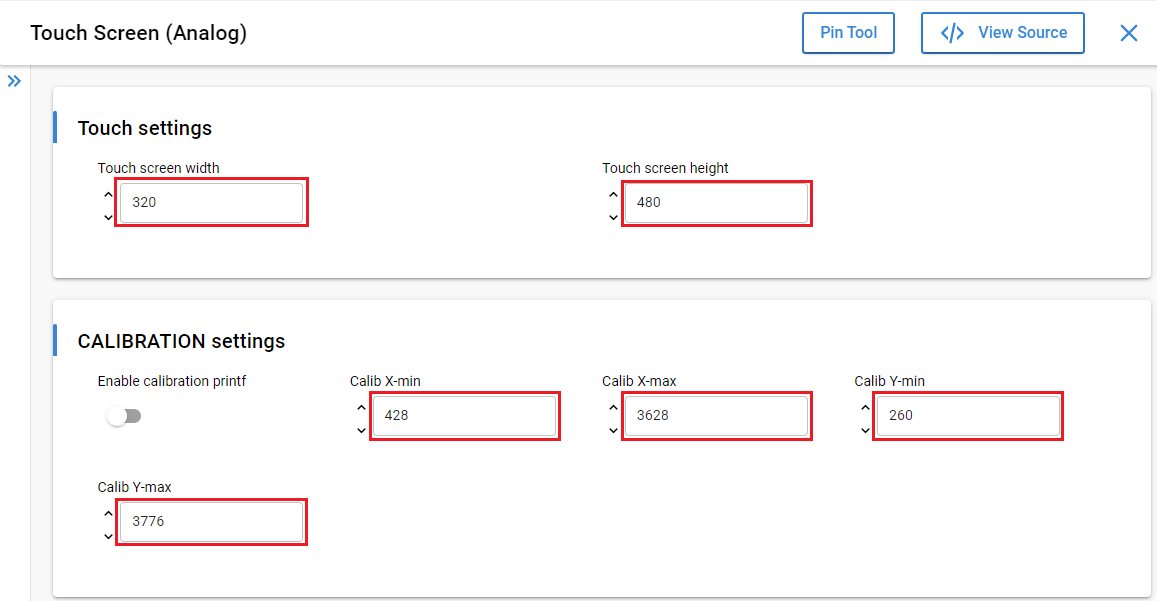 Touch Screen (Analog)
Pin Tool
</> View Source
Touch settings
Touch screen width
Touch screen height
320
480
CALIBRATION settings
Enable calibration printf
Calib X-min
Calib X-max
Calib Y-min
428
3628
260
Calib Y-max
3776